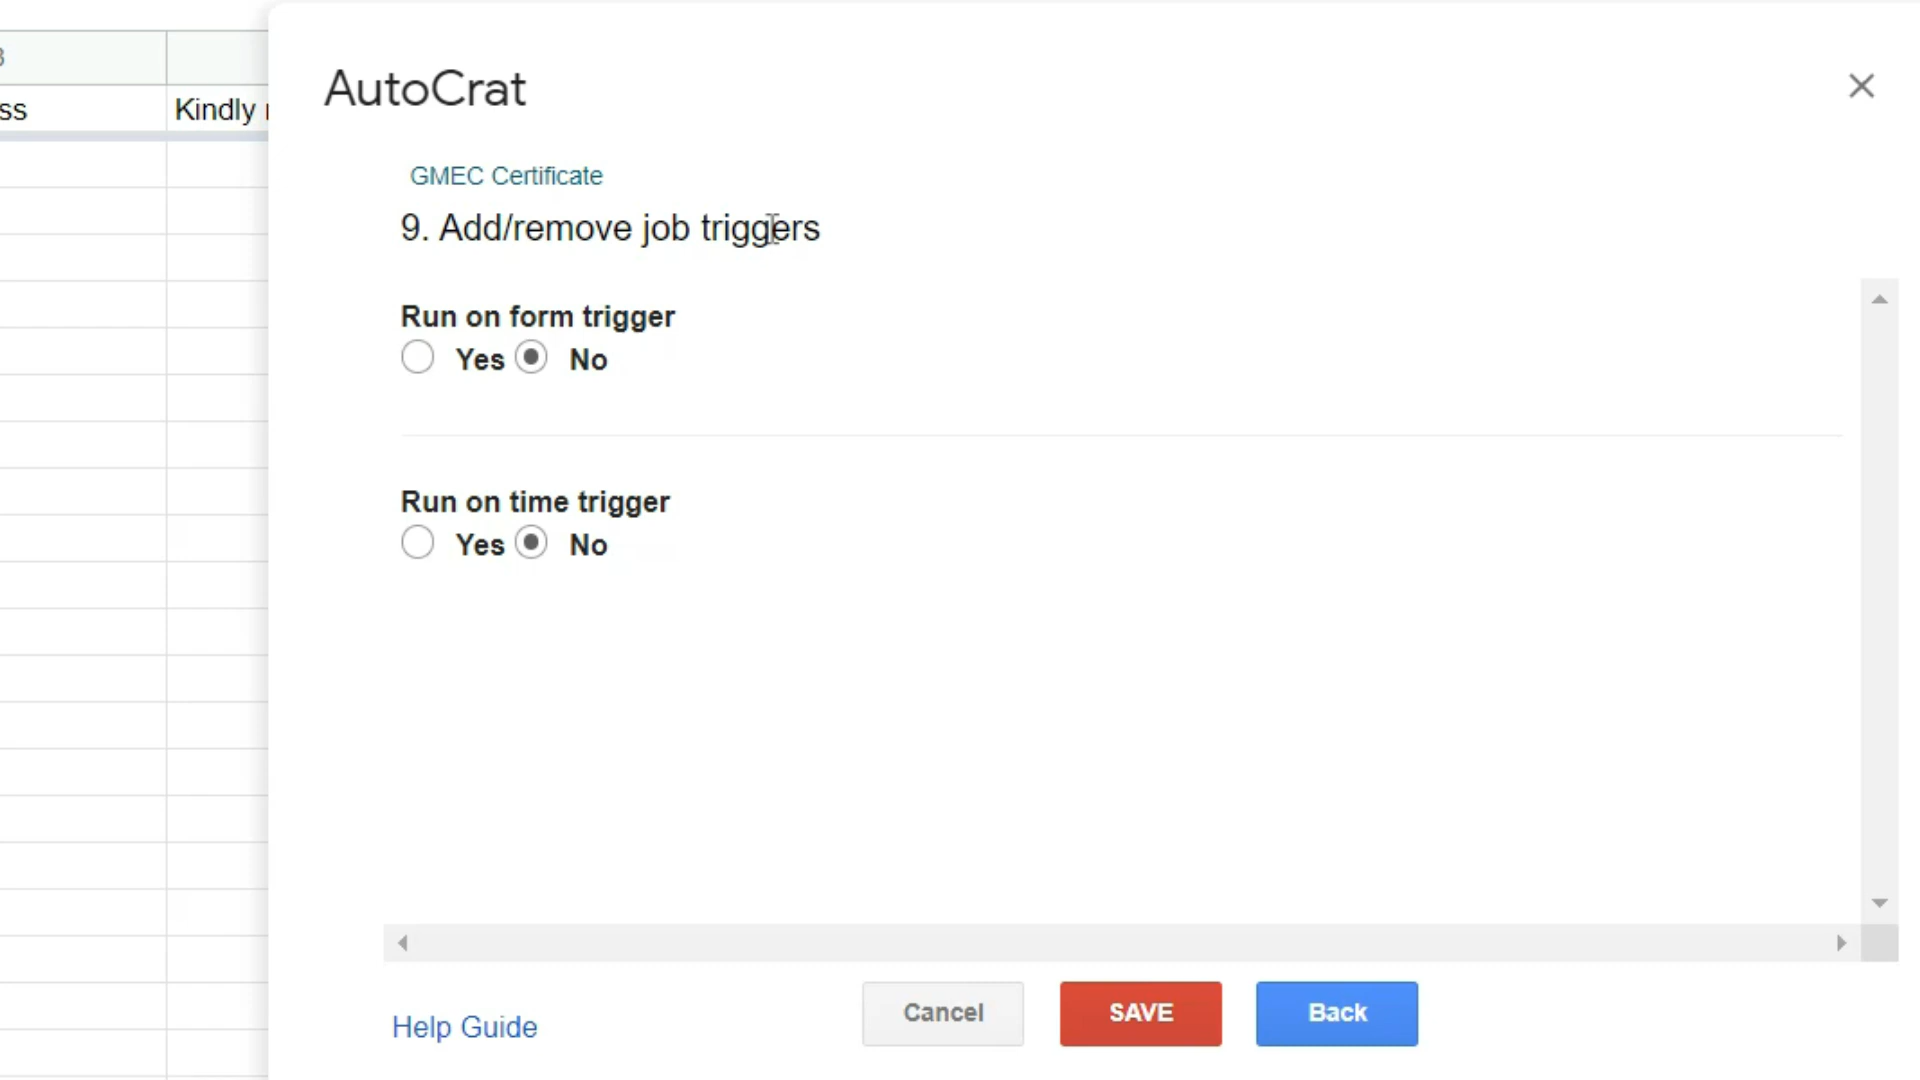 AutoCrat
ss
Kindly
GMEC Certificate
9. Add/remove job triggers
Run on form trigger
Yes No
Run on time trigger
Yes No
Help Guide
Cancel
SAVE
Back